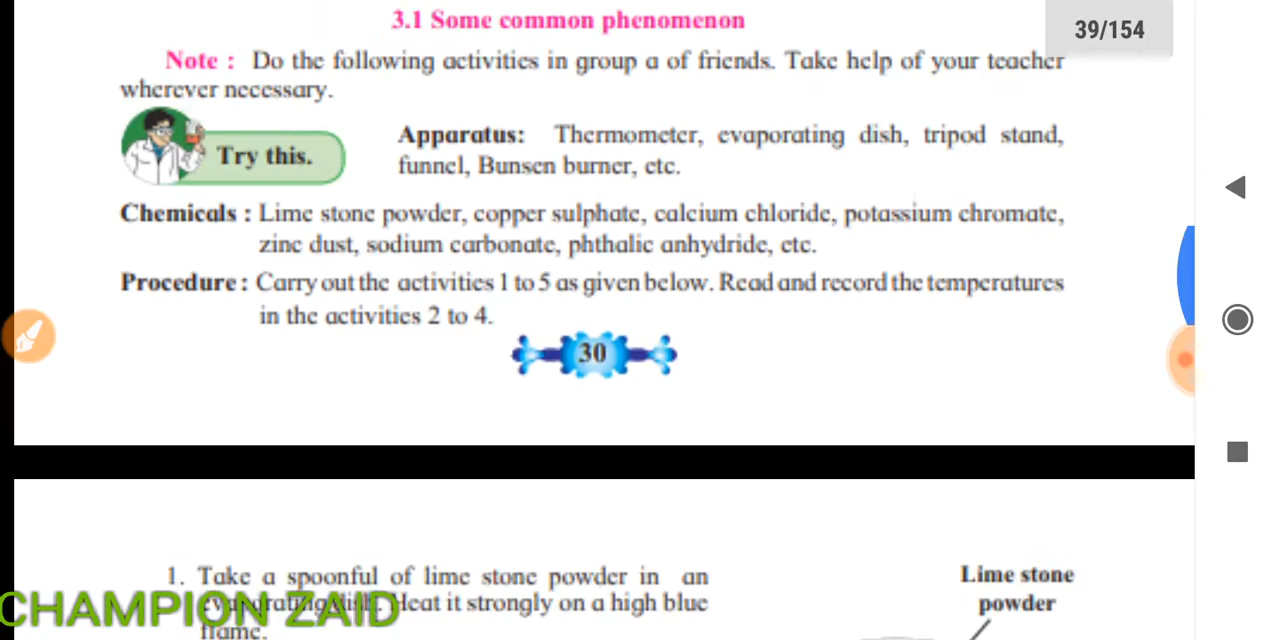 3.1 Some common phenomenon
39/154
Note : Do the following activities in group a of friends. Take help of your teacher
wherever necessary.
Try this.
Apparatus: Thermometer, evaporating dish, tripod stand,
funnel, Bunsen burner, etc.
Chemicals : Lime stone powder, copper sulphate, calcium chloride, potassium chromate,
zinc dust, sodium carbonate, phthalic anhydride, etc.
Procedure : Carry out the activities 1 to 5 as given below. Read and record the temperatures
in the activities 2 to 4.
30
1. Take a spoonful of lime stone powder in an
evaporating dish. Heat it strongly on a high blue
flame.
Lime stone
powder
CHAMPION ZAID